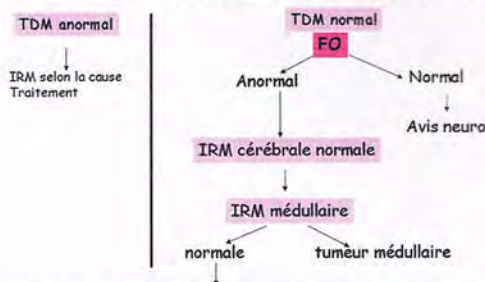 TDM anormal
IRM selon la cause
Traitement
TDM normal
FO
Anormal
Normal
Avis neuro
IRM cérébrale normale
IRM médullaire
normale
tumeur médullaire